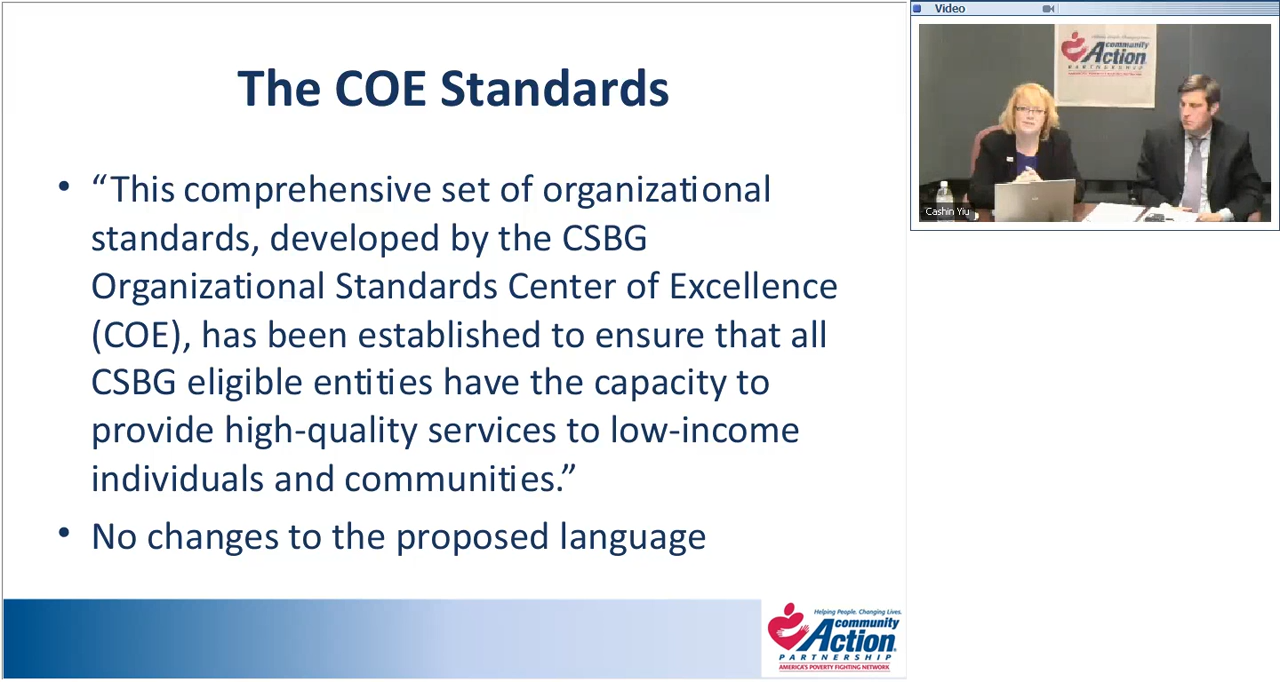 The COE Standards
• “This comprehensive set of organizational
standards, developed by the CSBG
Organizational Standards Center of Excellence
(COE), has been established to ensure that all
CSBG eligible entities have the capacity to
provide high-quality services to low-income
individuals and communities.”
• No changes to the proposed language
Helping People. Changing Lives.
community
Action
PARTNERSHIP
AMERICA'S POVERTY FIGHTING NETWORK
Video
community
Action
PARTNERSHIP
Cashin Yiu